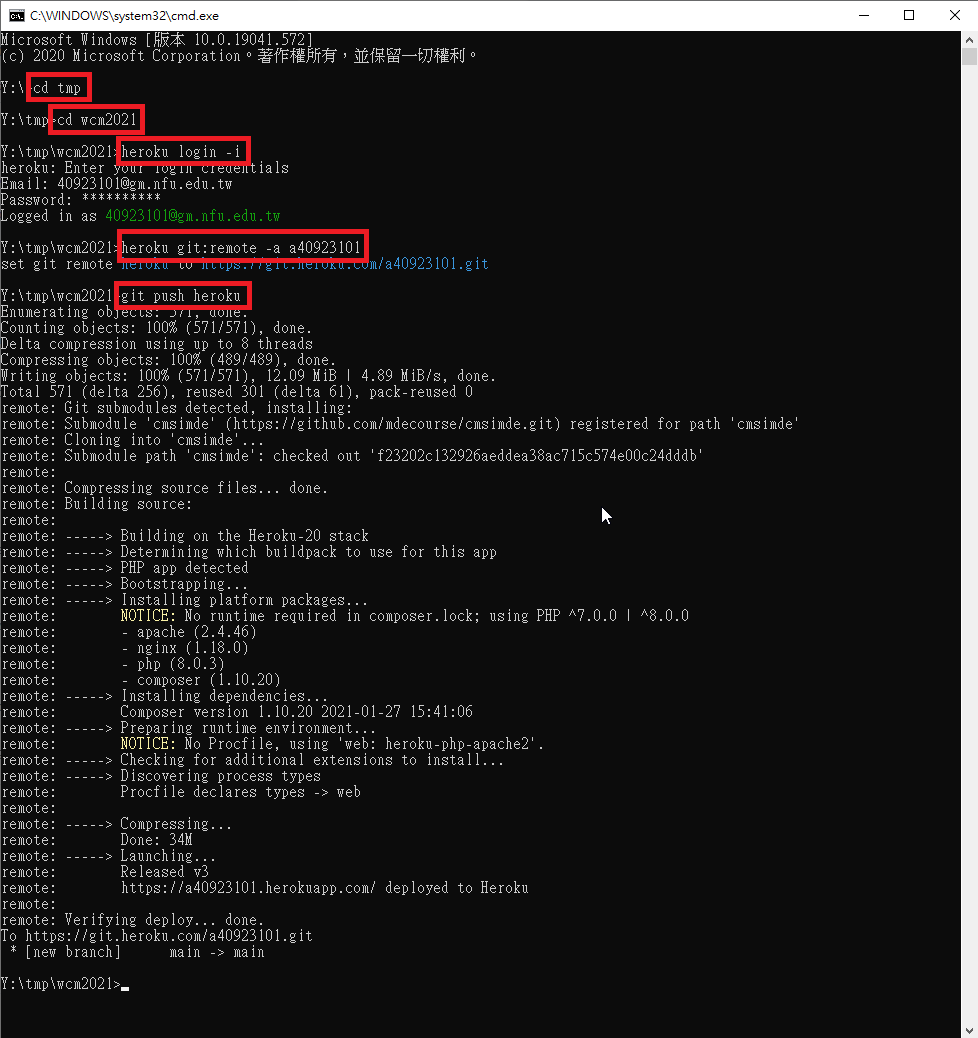 C:\WINDOWS\system32\cmd.exe
Microsoft Windows [版本 10.0.19041.572]
(c) 2020 Microsoft Corporation。著作權所有，並保留一切權利。
Y:\>cd tmp
Y:\tmp>cd wcm2021
Y:\tmp\wcm2021>heroku login -i
heroku: Enter your login credentials
Email: 40923101@gm.nfu.edu.tw
Password: **********
Logged in as 40923101@gm.nfu.edu.tw
Y:\tmp\wcm2021>heroku git:remote -a a40923101
set git remote heroku to https://git.heroku.com/a40923101.git
Y:\tmp\wcm2021>git push heroku
Enumerating objects: 571, done.
Counting objects: 100% (571/571), done.
Delta compression using up to 8 threads
Compressing objects: 100% (489/489), done.
Writing objects: 100% (571/571), 12.09 MiB | 4.89 MiB/s, done.
Total 571 (delta 256), reused 301 (delta 61), pack-reused 0
remote: Git submodules detected, installing:
remote: Submodule 'cmsimde' (https://github.com/mdecourse/cmsimde.git) registered for path 'cmsimde'
remote: Cloning into 'cmsimde'...
remote: Submodule path 'cmsimde': checked out 'f23202c132926aeddea38ac715c574e00c24dddb'
remote:
remote: Compressing source files... done.
remote: Building source:
remote:
remote: -----> Building on the Heroku-20 stack
remote: -----> Determining which buildpack to use for this app
remote: -----> PHP app detected
remote: -----> Bootstrapping...
remote: -----> Installing platform packages...
remote:        NOTICE: No runtime required in composer.lock; using PHP ^7.0.0 | ^8.0.0
remote:        - apache (2.4.46)
remote:        - nginx (1.18.0)
remote:        - php (8.0.3)
remote:        - composer (1.10.20)
remote: -----> Installing dependencies...
remote:        Composer version 1.10.20 2021-01-27 15:41:06
remote: -----> Preparing runtime environment...
remote:        NOTICE: No Procfile, using 'web: heroku-php-apache2'.
remote: -----> Checking for additional extensions to install...
remote: -----> Discovering process types
remote:        Procfile declares types -> web
remote:
remote: -----> Compressing...
remote:        Done: 34M
remote: -----> Launching...
remote:        Released v3
remote:        https://a40923101.herokuapp.com/ deployed to Heroku
remote:
remote: Verifying deploy... done.
To https://git.heroku.com/a40923101.git
 * [new branch]      main -> main
Y:\tmp\wcm2021>